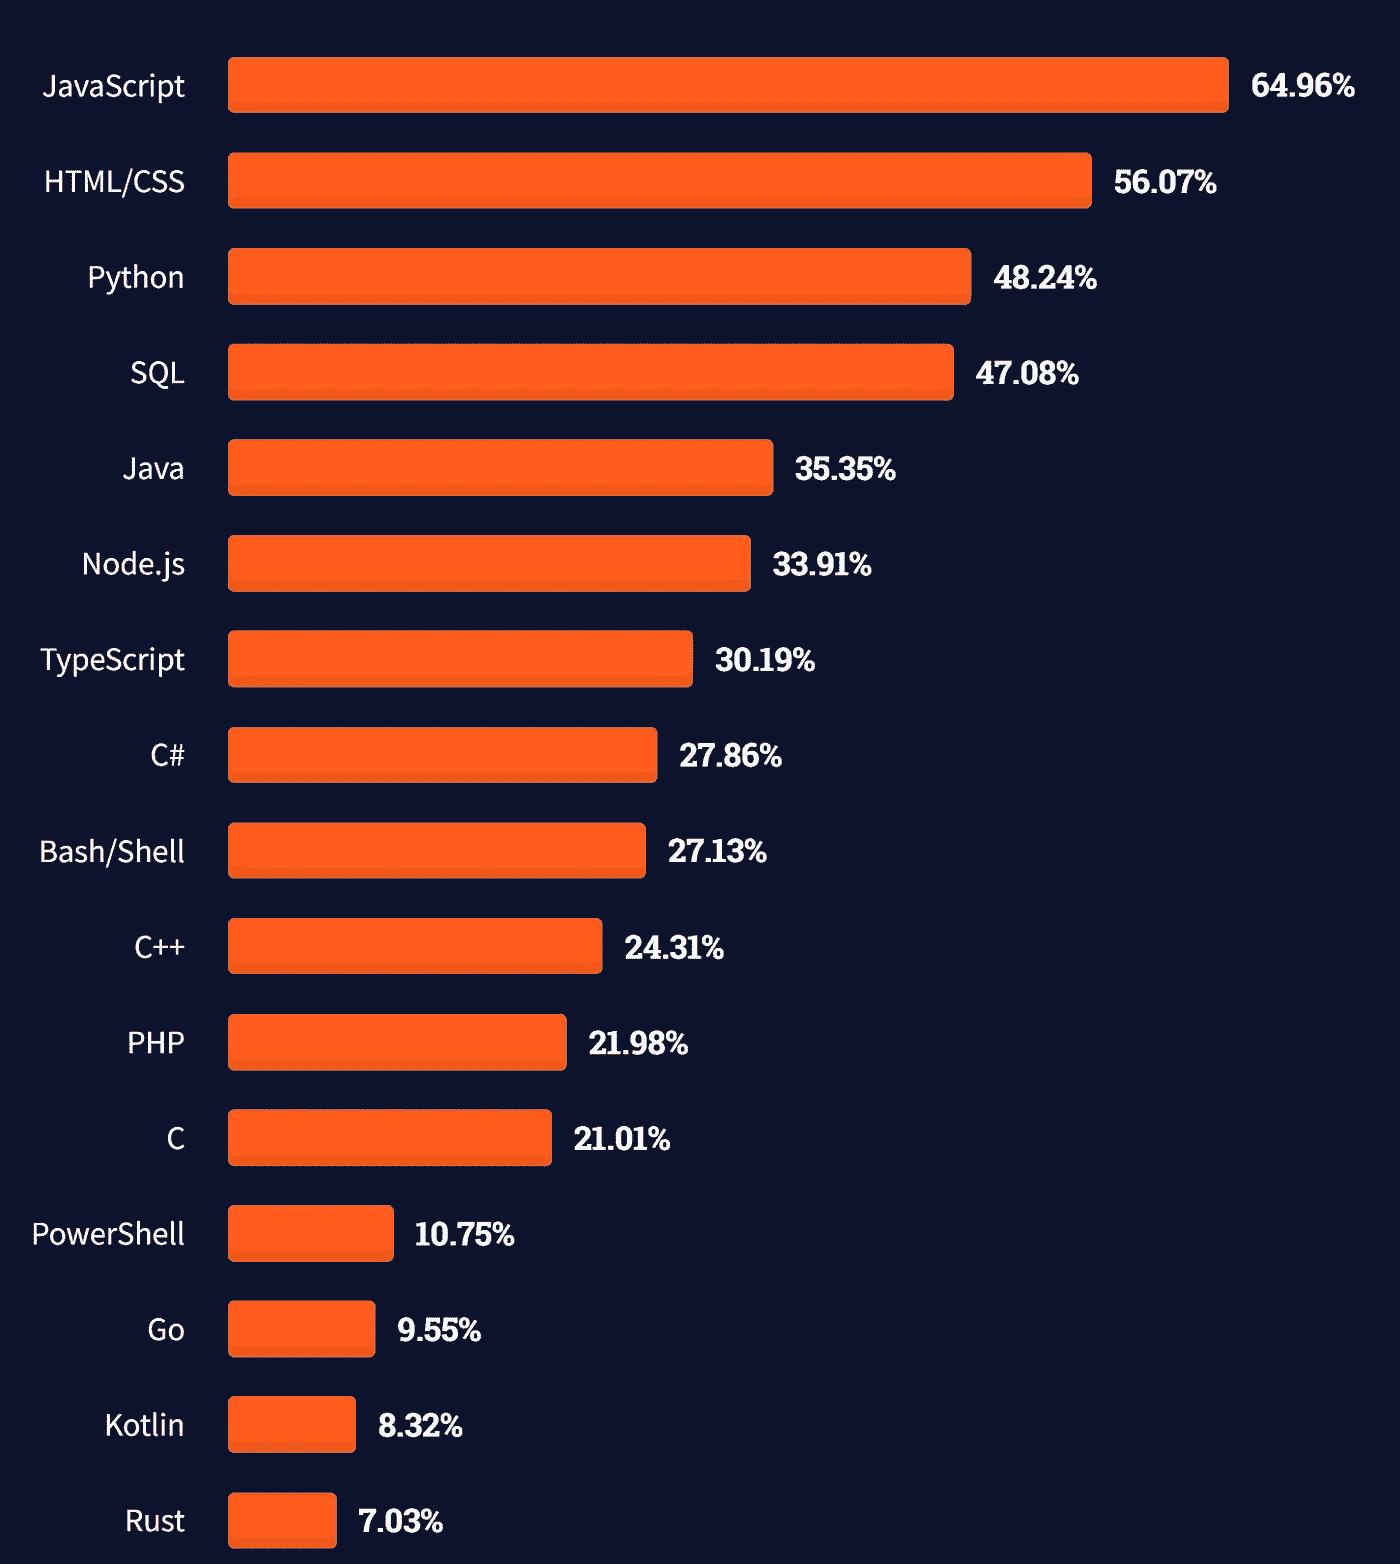 JavaScript 64.96%
HTML/CSS 56.07%
Python 48.24%
SQL 47.08%
Java 35.35%
Node.js 33.91%
TypeScript 30.19%
C# 27.86%
Bash/Shell 27.13%
C++ 24.31%
PHP 21.98%
C 21.01%
PowerShell 10.75%
Go 9.55%
Kotlin 8.32%
Rust 7.03%